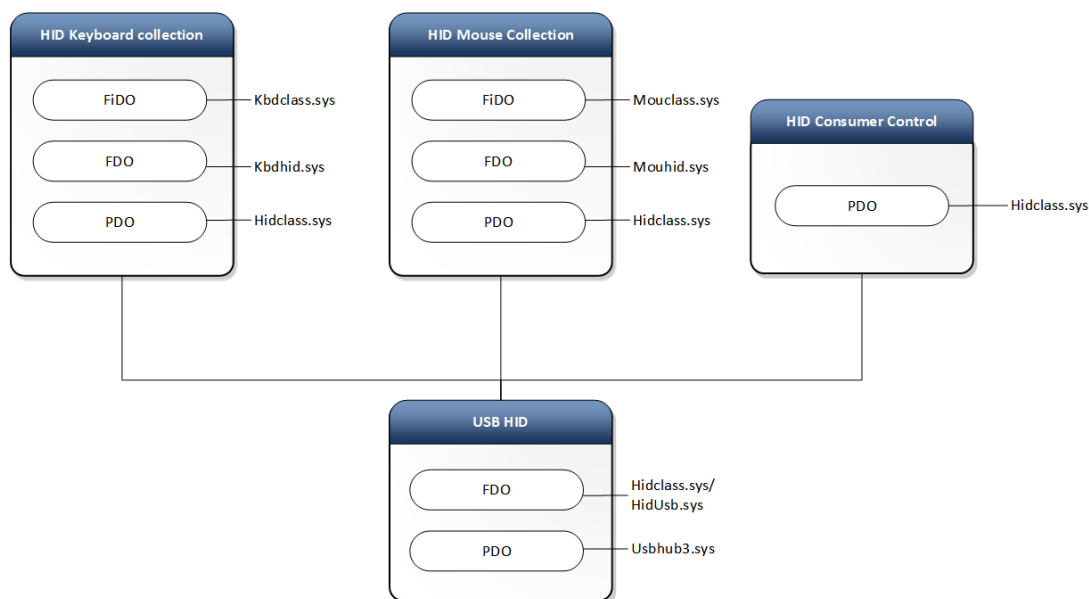 HID Keyboard collection
FiDO
Kbdclass.sys
FDO
Kbdhid.sys
PDO
Hidclass.sys
HID Mouse Collection
FiDO
Mouclass.sys
FDO
Mouhid.sys
PDO
Hidclass.sys
HID Consumer Control
PDO
Hidclass.sys
USB HID
FDO
Hidclass.sys/
HidUsb.sys
PDO
Usbhub3.sys